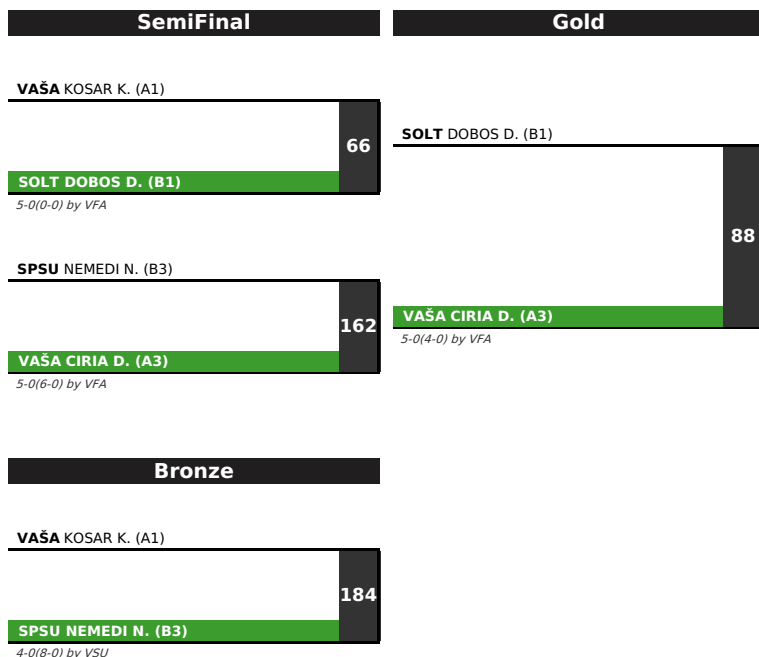 SemiFinal
VAŠA KOSAR K. (A1)
66
SOLT DOBOS D. (B1)
5-0(0-0) by VFA
SPSU NEMEDI N. (B3)
162
VAŠA CIRIA D. (A3)
5-0(6-0) by VFA
Gold
SOLT DOBOS D. (B1)
88
VAŠA CIRIA D. (A3)
5-0(4-0) by VFA
Bronze
VAŠA KOSAR K. (A1)
184
SPSU NEMEDI N. (B3)
4-0(8-0) by VSU